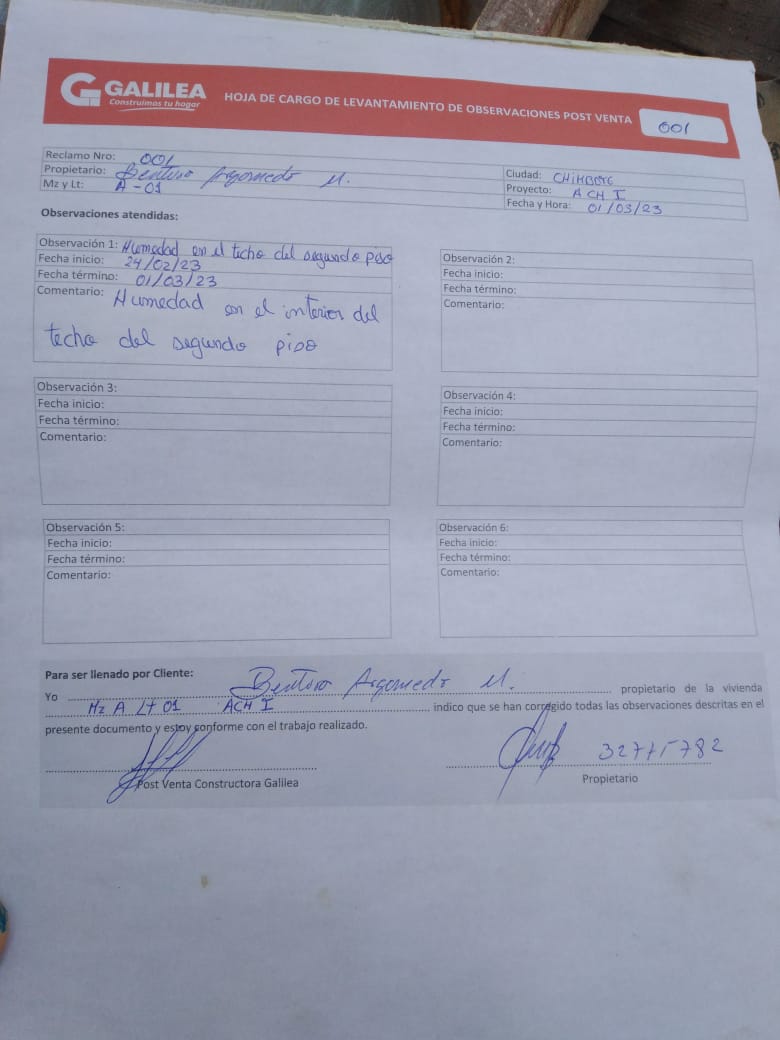 GALILEA
Construimos tu hogar
HOJA DE CARGO DE LEVANTAMIENTO DE OBSERVACIONES POST VENTA 001
Reclamo Nro: 001
Propietario: Argomedo M.
Mz y Lt: A-01
Ciudad: CHIMBOTE
Proyecto: ACH I
Fecha y Hora: 01/03/23
Observaciones atendidas:
Observación 1: Humedad en el techo del segundo piso
Fecha inicio: 24/02/23
Fecha término: 01/03/23
Comentario: Humedad en el interior del
techo del segundo piso
Observación 2:
Fecha inicio:
Fecha término:
Comentario:
Observación 3:
Fecha inicio:
Fecha término:
Comentario:
Observación 4:
Fecha inicio:
Fecha término:
Comentario:
Observación 5:
Fecha inicio:
Fecha término:
Comentario:
Observación 6:
Fecha inicio:
Fecha término:
Comentario:
Para ser llenado por Cliente:
Yo Argomedo M. propietario de la vivienda
Mz A Lt 01 ACH I indico que se han corregido todas las observaciones descritas en el
presente documento y estoy conforme con el trabajo realizado.
Post Venta Constructora Galilea
Propietario